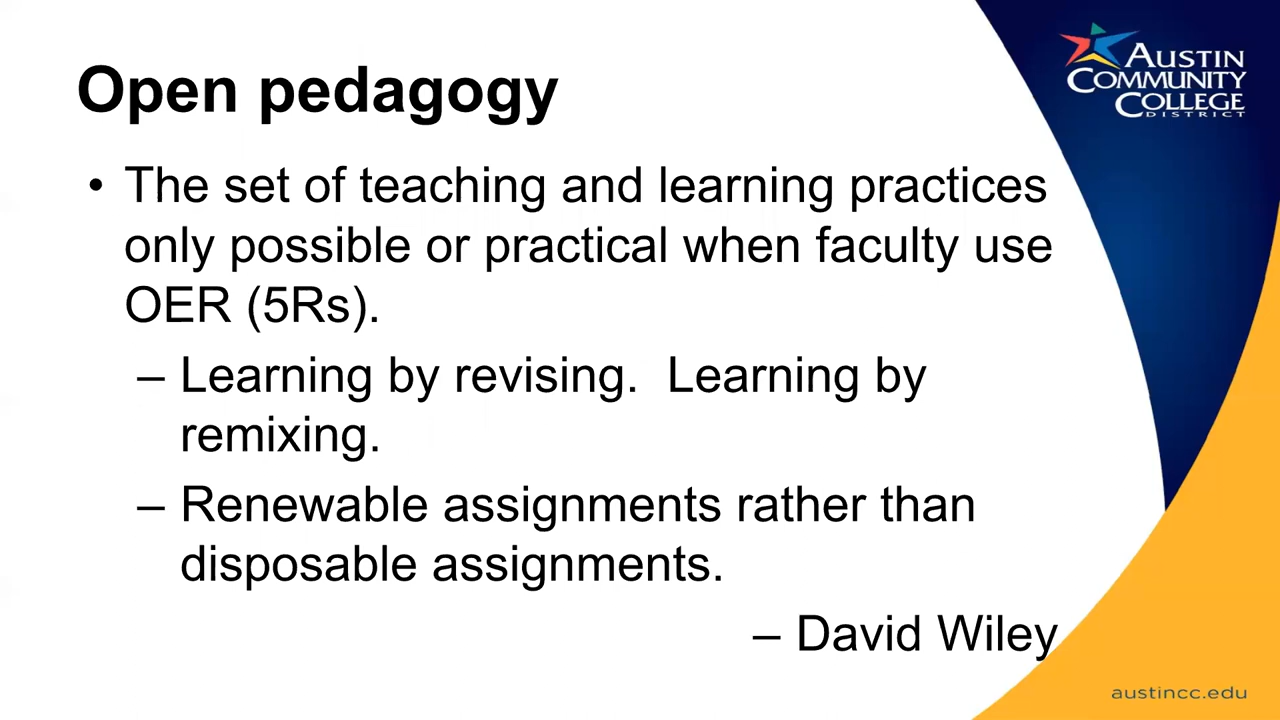 Open pedagogy
• The set of teaching and learning practices
only possible or practical when faculty use
OER (5Rs).
– Learning by revising.  Learning by
remixing.
– Renewable assignments rather than
disposable assignments.
– David Wiley
AUSTIN
COMMUNITY
COLLEGE
DISTRICT
austincc.edu